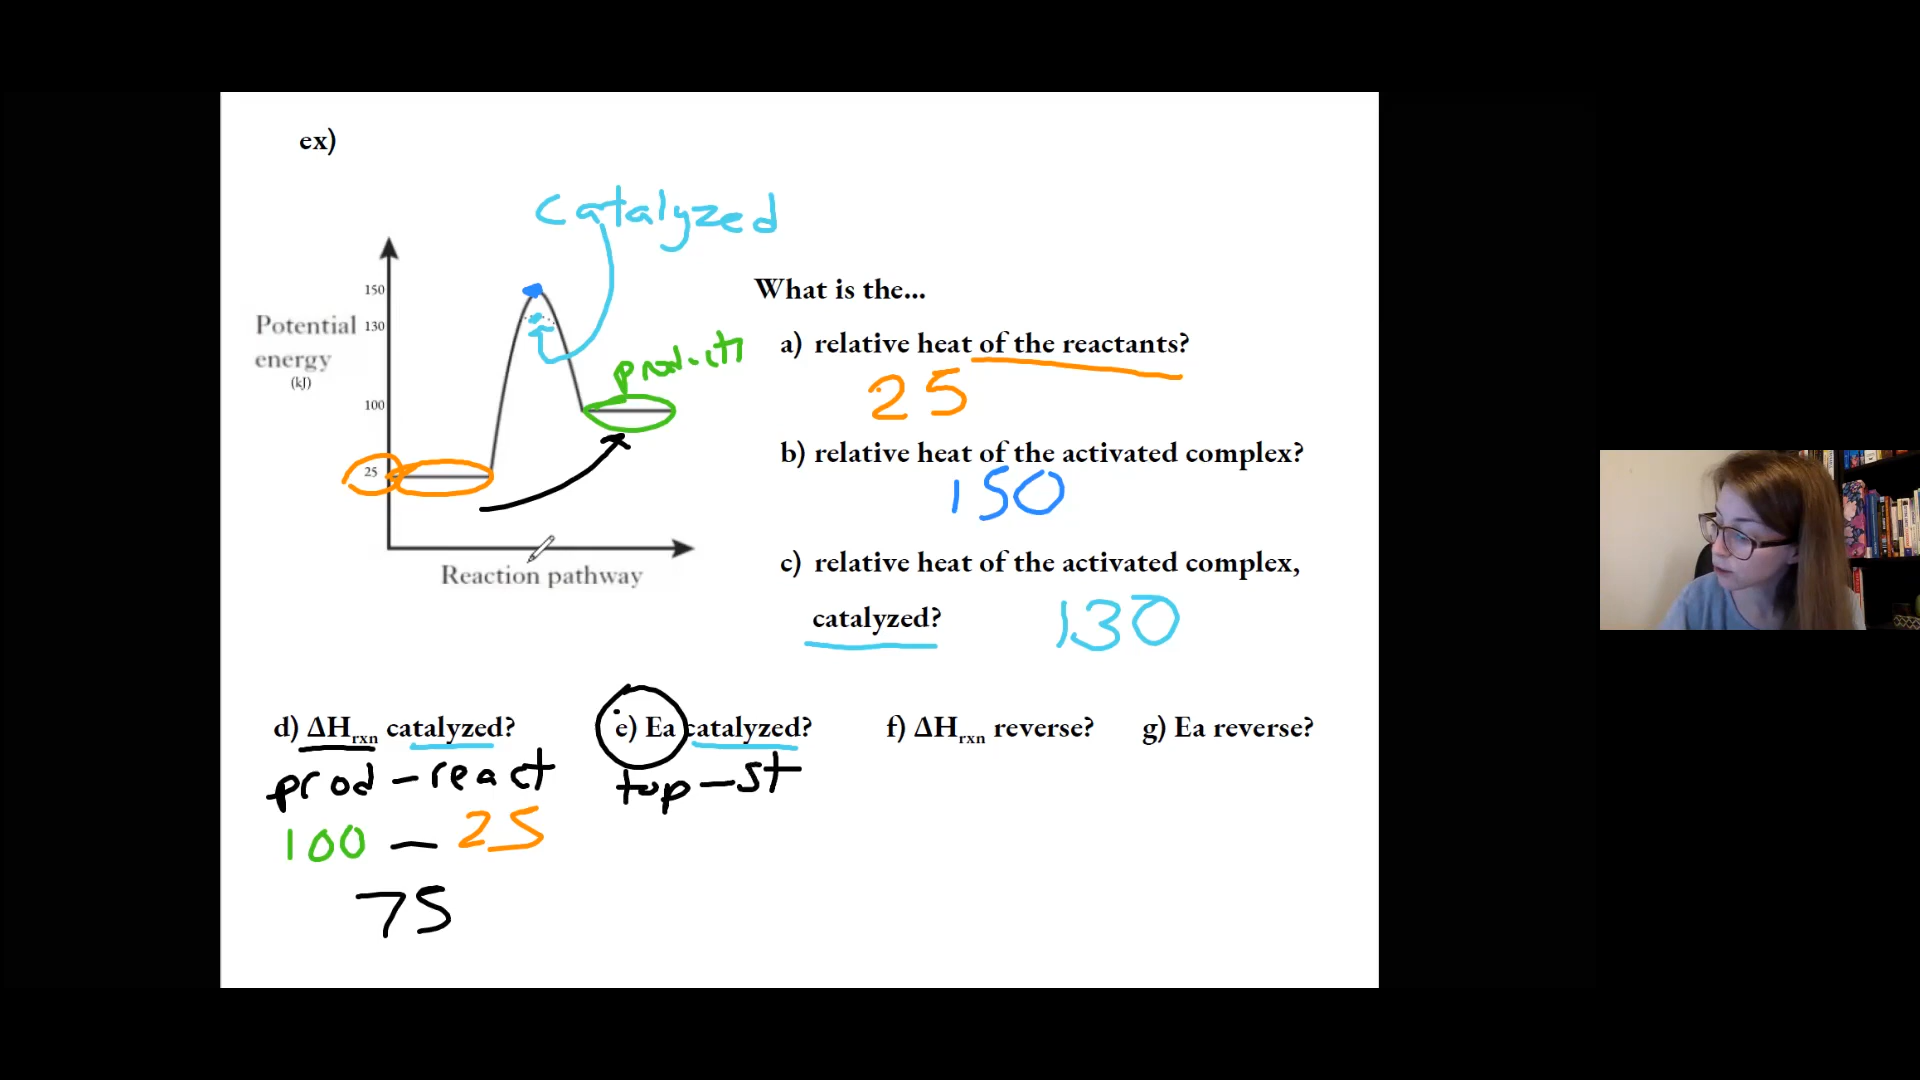 ex)
catalyzed
150
Potential 130
energy
(kJ)
100
25
Reaction pathway
products
What is the...
a) relative heat of the reactants?
25
b) relative heat of the activated complex?
150
c) relative heat of the activated complex,
catalyzed?
130
d) ΔHrxn catalyzed?
prod - react
100 - 25
75
e) Ea catalyzed?
top - st
f) ΔHrxn reverse?
g) Ea reverse?